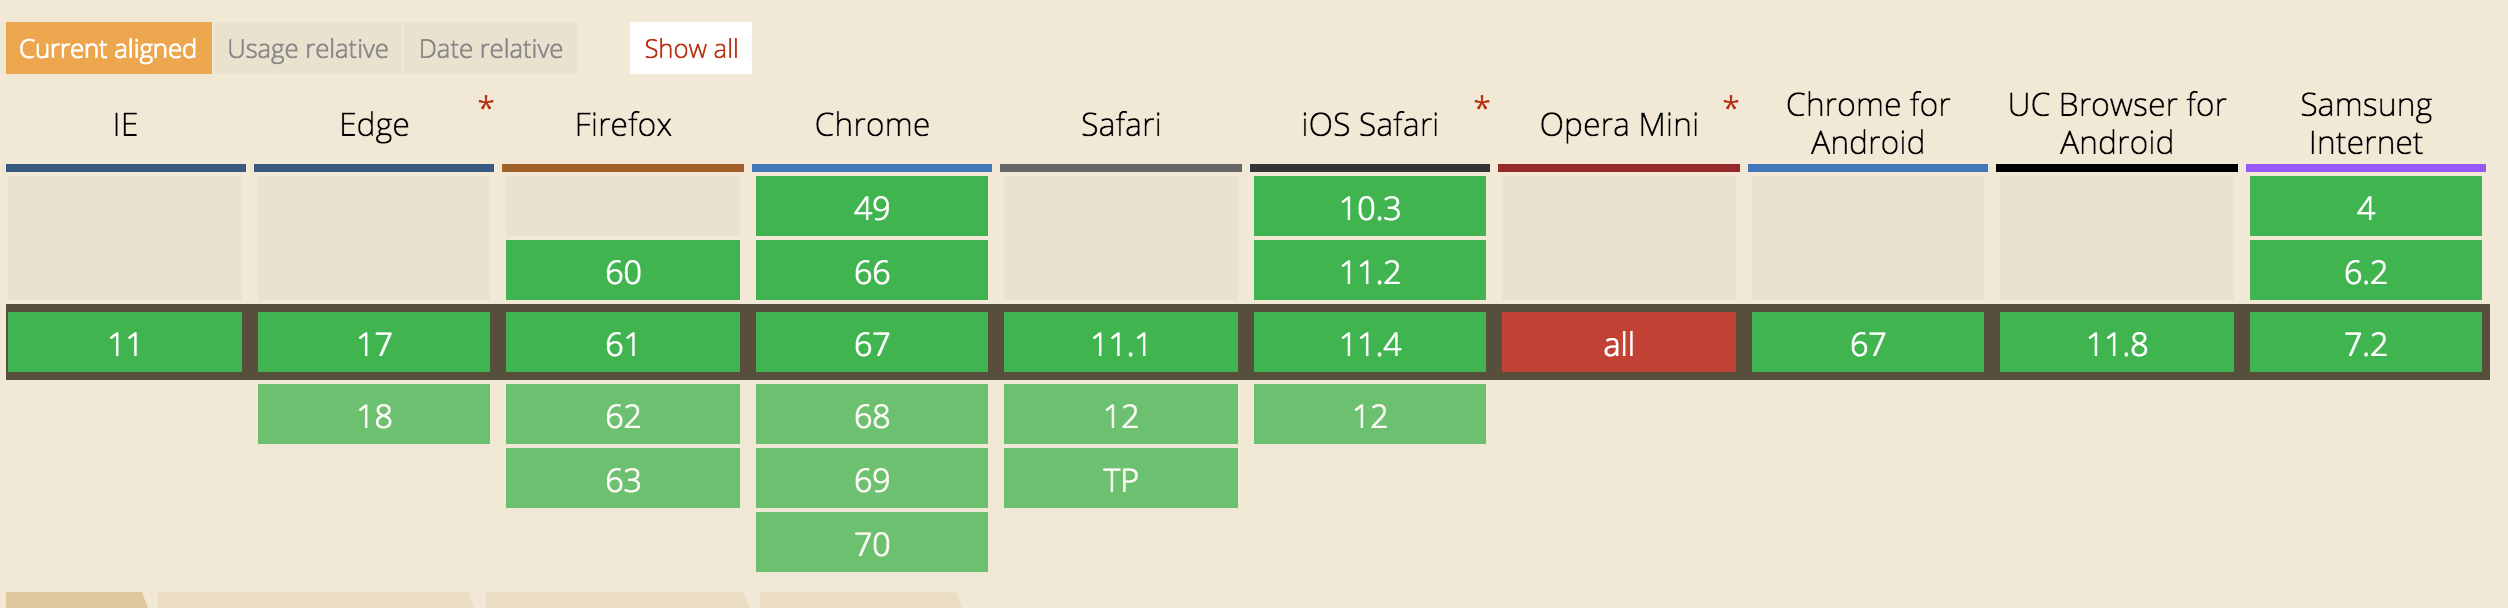 Current aligned Usage relative Date relative Show all
IE Edge * Firefox Chrome Safari iOS Safari * Opera Mini * Chrome for Android UC Browser for Android Samsung Internet
49 10.3 4
60 66 11.2 6.2
11 17 61 67 11.1 11.4 all 67 11.8 7.2
18 62 68 12 12
63 69 TP
70